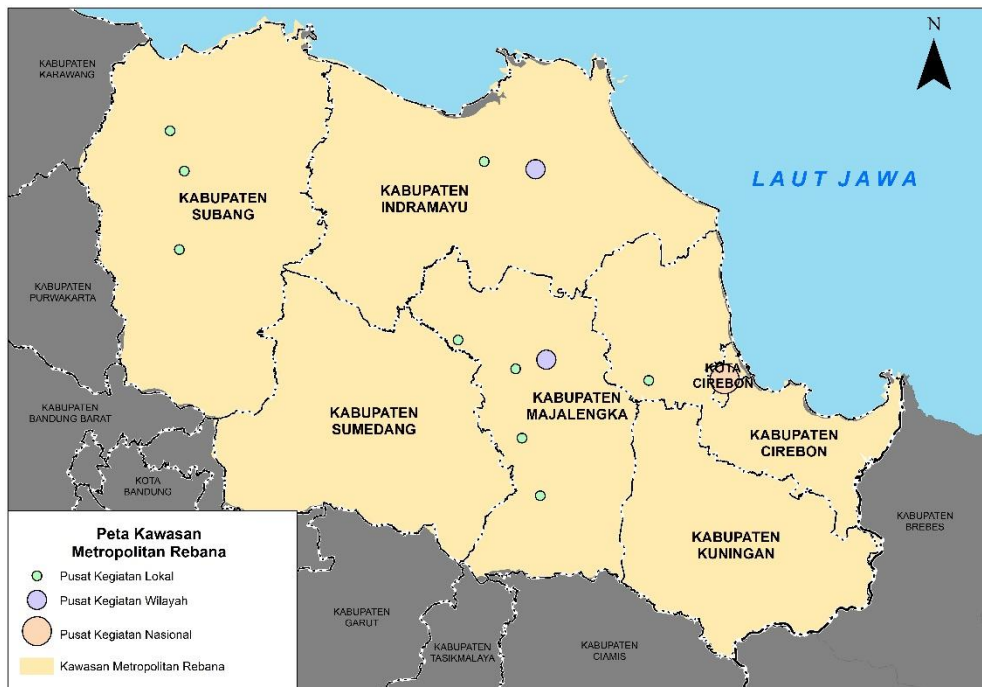 N
KABUPATEN
KARAWANG
KABUPATEN
SUBANG
KABUPATEN
INDRAMAYU
LAUT JAWA
KABUPATEN
PURWAKARTA
KOTA
CIREBON
KABUPATEN
MAJALENGKA
KABUPATEN
SUMEDANG
KABUPATEN
BANDUNG BARAT
KABUPATEN
CIREBON
KOTA
BANDUNG
KABUPATEN
BREBES
KABUPATEN
KUNINGAN
KABUPATEN
GARUT
KABUPATEN
TASIKMALAYA
KABUPATEN
CIAMIS
Peta Kawasan
Metropolitan Rebana
Pusat Kegiatan Lokal
Pusat Kegiatan Wilayah
Pusat Kegiatan Nasional
Kawasan Metropolitan Rebana